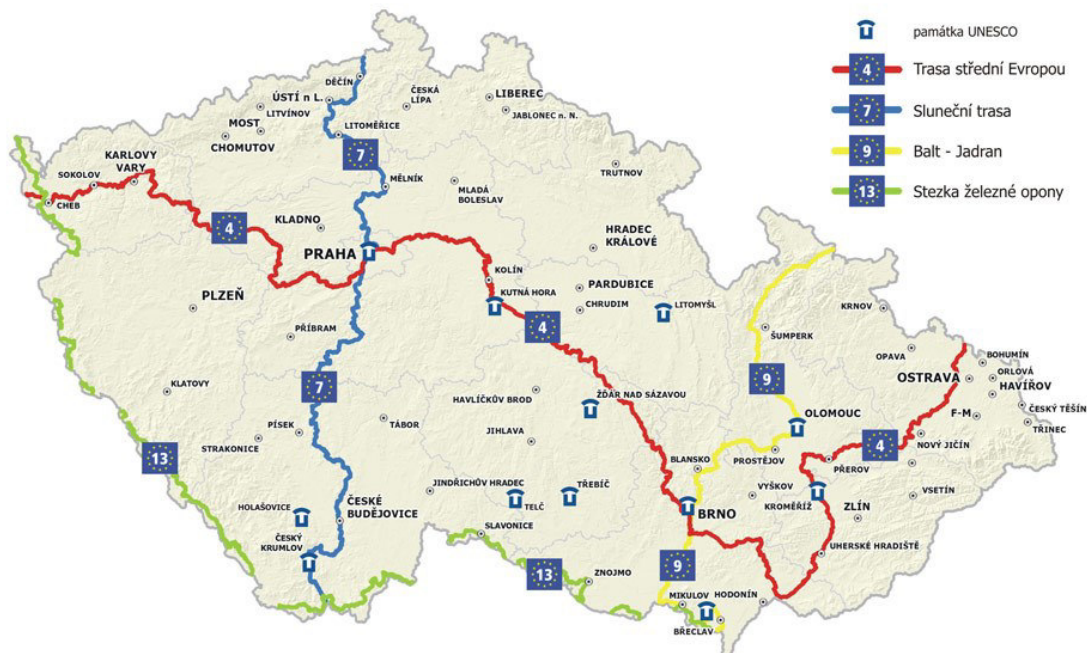 památka UNESCO
4 Trasa střední Evropou
7 Sluneční trasa
9 Balt - Jadran
13 Stezka železné opony
DĚČÍN
ÚSTÍ n L.
LITVÍNOV
ČESKÁ
LÍPA
LIBEREC
JABLONEC n. N.
MOST
CHOMUTOV
LITOMĚŘICE
7
KARLOVY
VARY
SOKOLOV
CHEB
MĚLNÍK
MLADÁ
BOLESLAV
TRUTNOV
4
KLADNO
PRAHA
HRADEC
KRÁLOVÉ
KOLÍN
KUTNÁ HORA
PARDUBICE
CHRUDIM
LITOMYŠL
PLZEŇ
PŘÍBRAM
4
KRNOV
ŠUMPERK
OPAVA
BOHUMÍN
ORLOVÁ
OSTRAVA
HAVÍŘOV
ČESKÝ TĚŠÍN
F-M
TŘINEC
7
9
KLATOVY
HAVLÍČKŮV BROD
ŽĎÁR NAD SÁZAVOU
OLOMOUC
TÁBOR
PÍSEK
STRAKONICE
JIHLAVA
4
NOVÝ JIČÍN
13
BLANSKO
PROSTĚJOV
PŘEROV
JINDŘICHŮV HRADEC
TELČ
TŘEBÍČ
VYŠKOV
KROMĚŘÍŽ
VSETÍN
ZLÍN
BRNO
HOLAŠOVICE
ČESKÉ
BUDĚJOVICE
SLAVONICE
ČESKÝ
KRUMLOV
UHERSKÉ HRADIŠTĚ
13
ZNOJMO
9
MIKULOV
HODONÍN
BŘECLAV